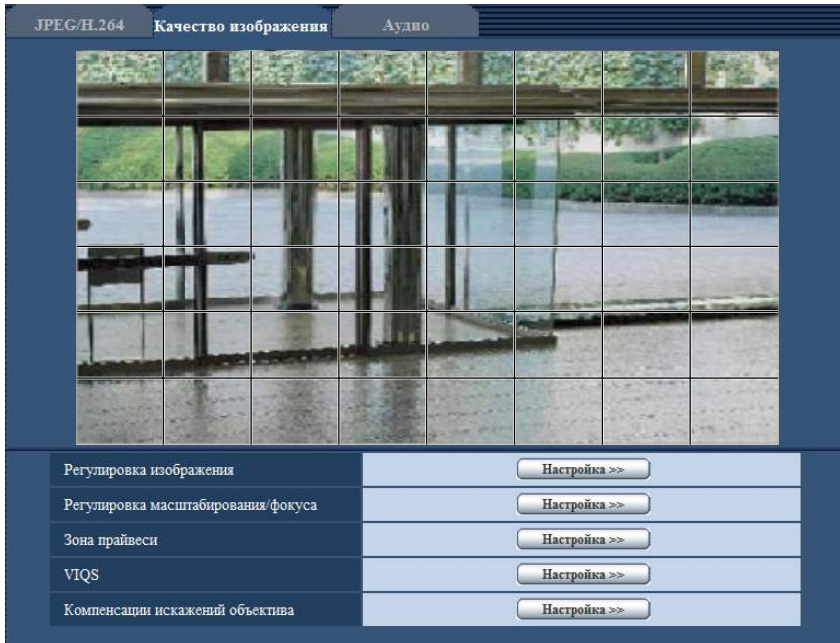 JPEG/H.264 Качество изображения Аудио
Регулировка изображения Настройка >>
Регулировка масштабирования/фокуса Настройка >>
Зона прайвеси Настройка >>
VIQS Настройка >>
Компенсации искажений объектива Настройка >>